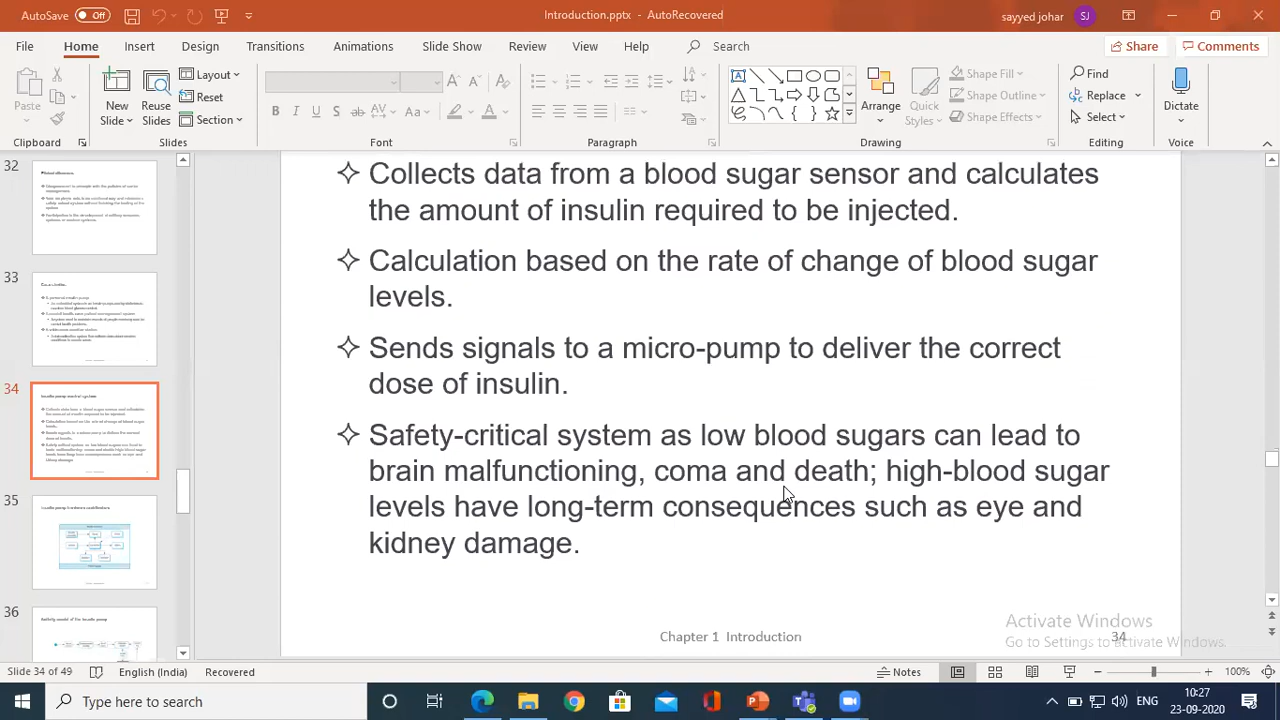 AutoSave Off Introduction.pptx - AutoRecovered sayyed johar SJ
File Home Insert Draw Design Transitions Animations Slide Show Review View Help Search Share Comments
Paste New Slide Reuse Slides Layout Reset Section Shape Fill Shape Outline Shape Effects Arrange Quick Styles Find Replace Select Dictate
Clipboard Slides Font Paragraph Drawing Editing Voice
32
33
34
35
36
Collects data from a blood sugar sensor and calculates
the amount of insulin required to be injected.
Calculation based on the rate of change of blood sugar
levels.
Sends signals to a micro-pump to deliver the correct
dose of insulin.
Safety-critical system as low blood sugars can lead to
brain malfunctioning, coma and death; high-blood sugar
levels have long-term consequences such as eye and
kidney damage.
Chapter 1 Introduction 34
Activate Windows
Go to Settings to activate Windows.
Slide 34 of 49 English (India) Recovered Notes 100%
Type here to search ENG 10:27
23-09-2020